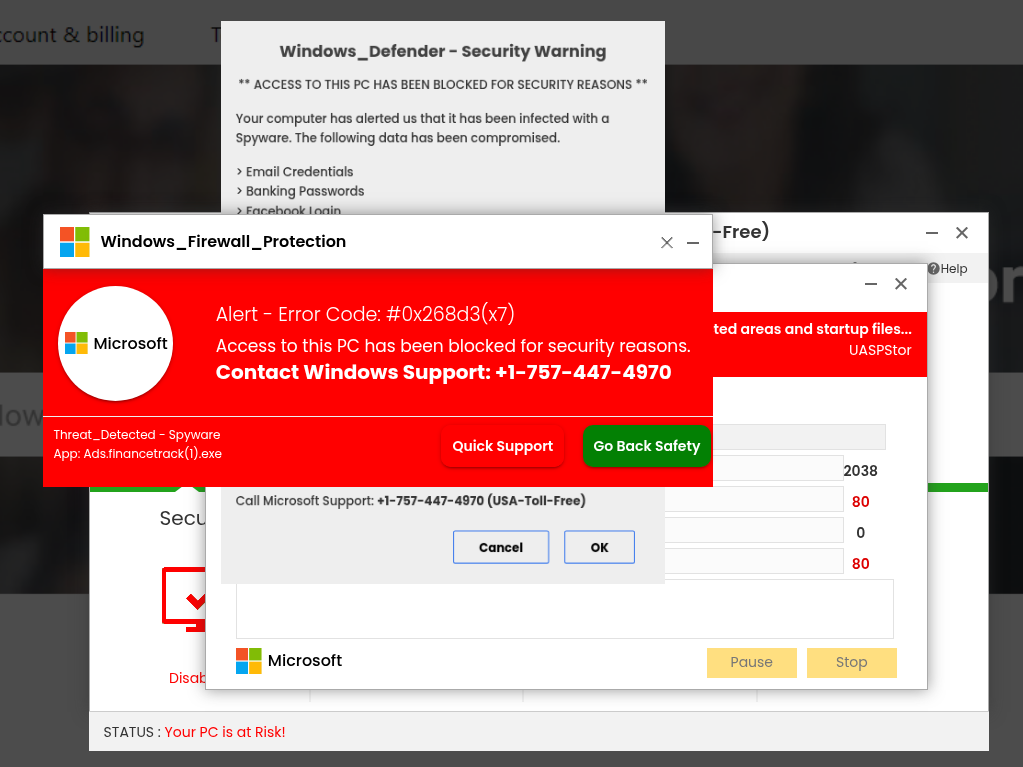 ccount & billing
Windows_Defender - Security Warning
** ACCESS TO THIS PC HAS BEEN BLOCKED FOR SECURITY REASONS **
Your computer has alerted us that it has been infected with a
Spyware. The following data has been compromised.
> Email Credentials
> Banking Passwords
> Facebook Login
-Free)
Help
Windows_Firewall_Protection
Microsoft
Alert - Error Code: #0x268d3(x7)
Access to this PC has been blocked for security reasons.
Contact Windows Support: +1-757-447-4970
ted areas and startup files...
UASPStor
Threat_Detected - Spyware
App: Ads.financetrack(1).exe
Quick Support
Go Back Safety
2038
80
0
80
Call Microsoft Support: +1-757-447-4970 (USA-Toll-Free)
Cancel
OK
Secu
Disab
Microsoft
Pause
Stop
STATUS : Your PC is at Risk!